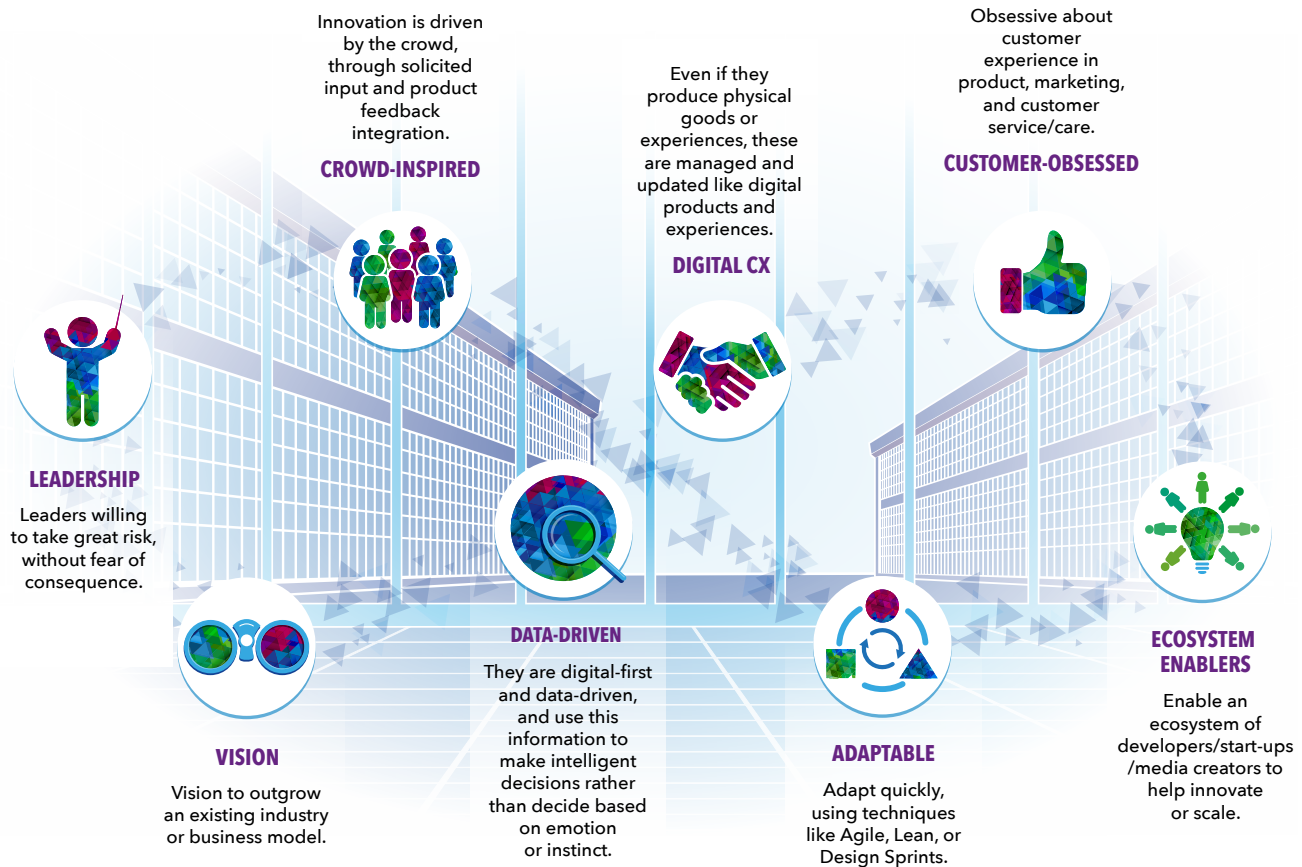 Innovation is driven
by the crowd,
through solicited
input and product
feedback
integration.
CROWD-INSPIRED
Even if they
produce physical
goods or
experiences, these
are managed and
updated like digital
products and
experiences.
DIGITAL CX
Obsessive about
customer
experience in
product, marketing,
and customer
service/care.
CUSTOMER-OBSESSED
LEADERSHIP
Leaders willing
to take great risk,
without fear of
consequence.
VISION
Vision to outgrow
an existing industry
or business model.
DATA-DRIVEN
They are digital-first
and data-driven,
and use this
information to
make intelligent
decisions rather
than decide based
on emotion
or instinct.
ADAPTABLE
Adapt quickly,
using techniques
like Agile, Lean, or
Design Sprints.
ECOSYSTEM
ENABLERS
Enable an
ecosystem of
developers/start-ups
/media creators to
help innovate
or scale.